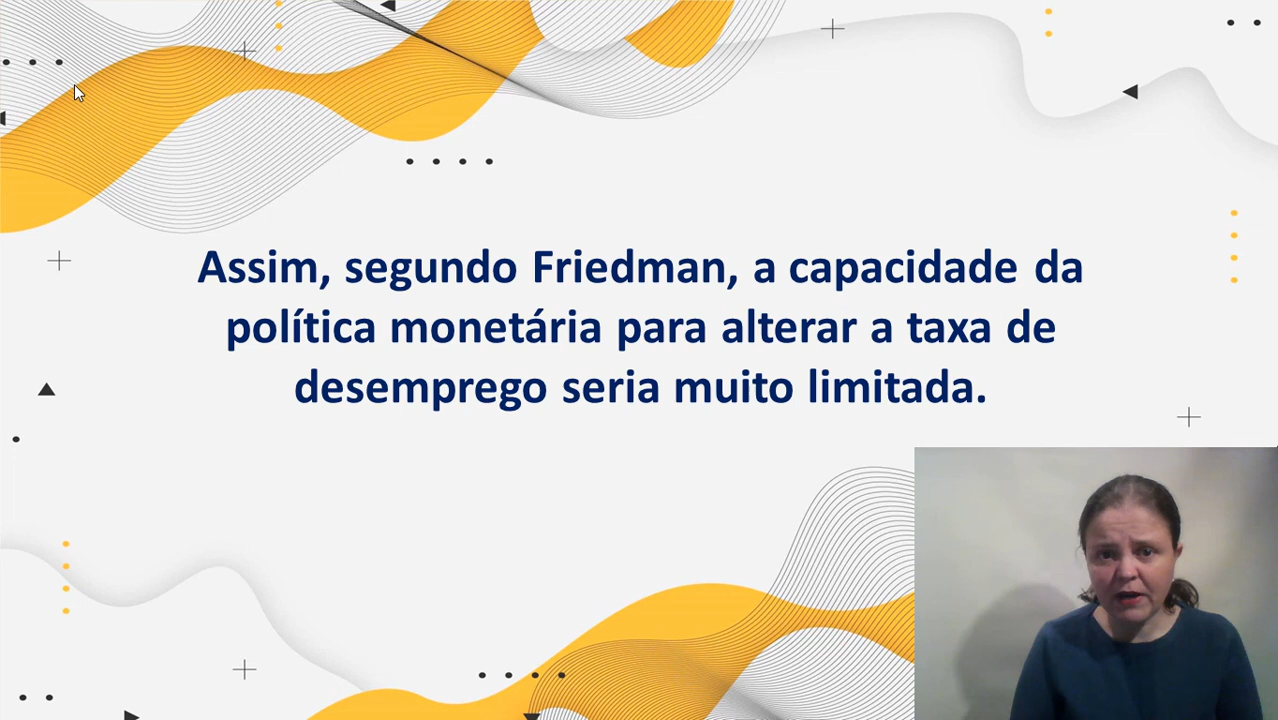 Assim, segundo Friedman, a capacidade da
política monetária para alterar a taxa de
desemprego seria muito limitada.